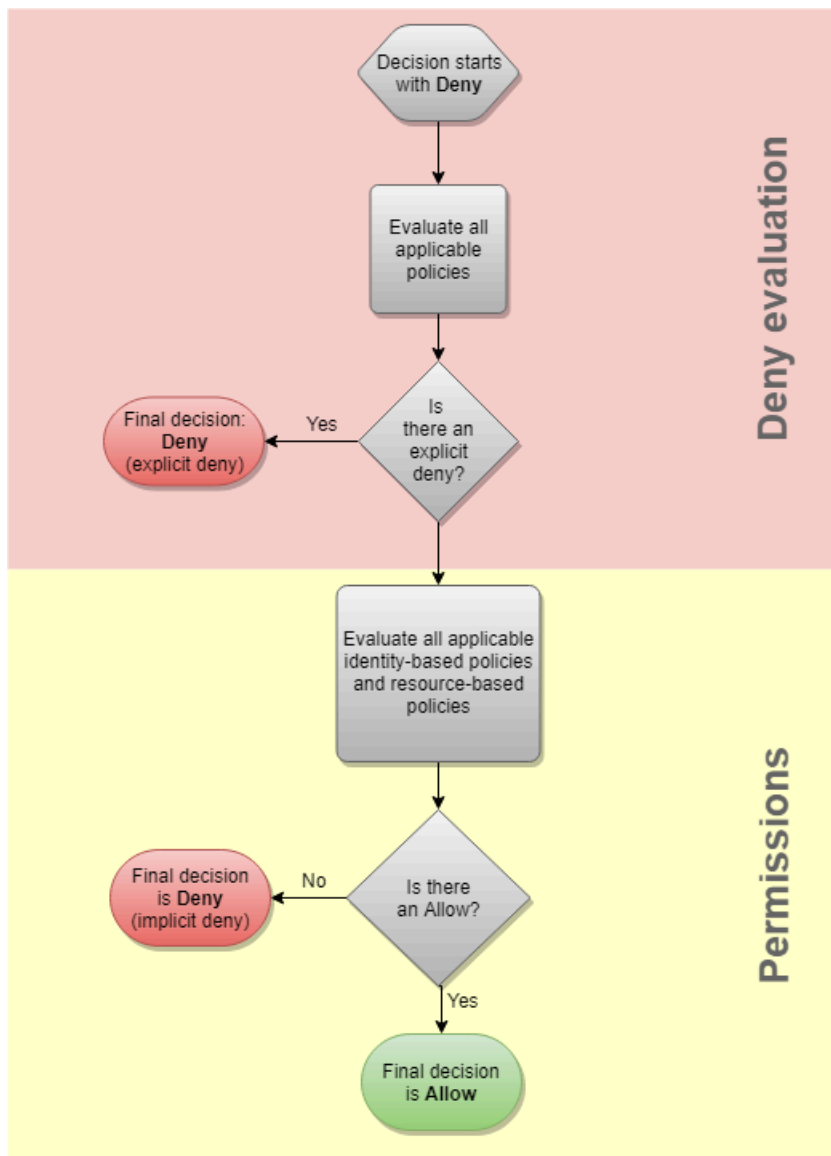 Decision starts
with Deny
Evaluate all
applicable
policies
Is
there an
explicit
deny?
Yes
Final decision:
Deny
(explicit deny)
Deny evaluation
Evaluate all applicable
identity-based policies
and resource-based
policies
Is there
an Allow?
No
Final decision
is Deny
(implicit deny)
Yes
Final decision
is Allow
Permissions